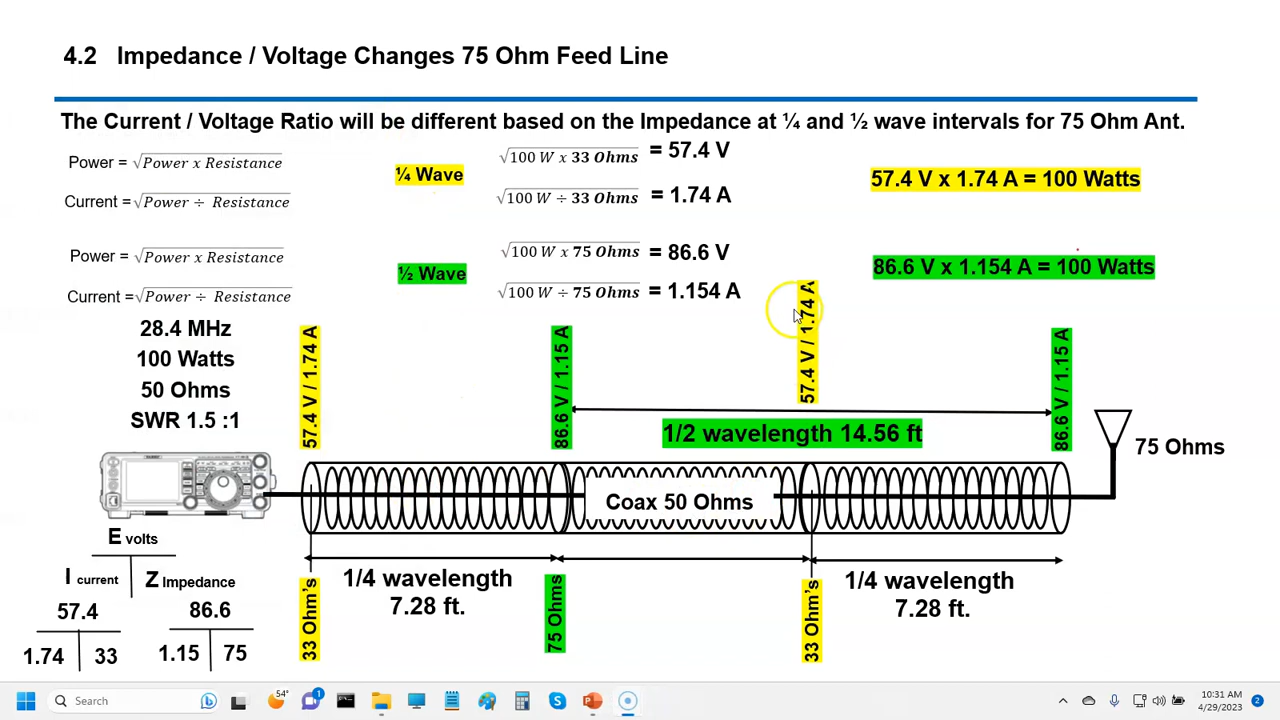 4.2 Impedance / Voltage Changes 75 Ohm Feed Line
The Current / Voltage Ratio will be different based on the Impedance at ¼ and ½ wave intervals for 75 Ohm Ant.
Power = √Power x Resistance
Current =√Power ÷ Resistance
¼ Wave
√100 W x 33 Ohms = 57.4 V
√100 W ÷ 33 Ohms = 1.74 A
57.4 V x 1.74 A = 100 Watts
Power = √Power x Resistance
Current =√Power ÷ Resistance
½ Wave
√100 W x 75 Ohms = 86.6 V
√100 W ÷ 75 Ohms = 1.154 A
86.6 V x 1.154 A = 100 Watts
28.4 MHz
100 Watts
50 Ohms
SWR 1.5 :1
57.4 V / 1.74 A
86.6 V / 1.15 A
57.4 V / 1.74 A
86.6 V / 1.15 A
1/2 wavelength 14.56 ft
75 Ohms
Coax 50 Ohms
E volts
I current
Z Impedance
57.4
1.74 33
86.6
1.15 75
33 Ohm's
1/4 wavelength
7.28 ft.
75 Ohms
33 Ohm's
1/4 wavelength
7.28 ft.
Search
54°
1
10:31 AM
4/29/2023
2